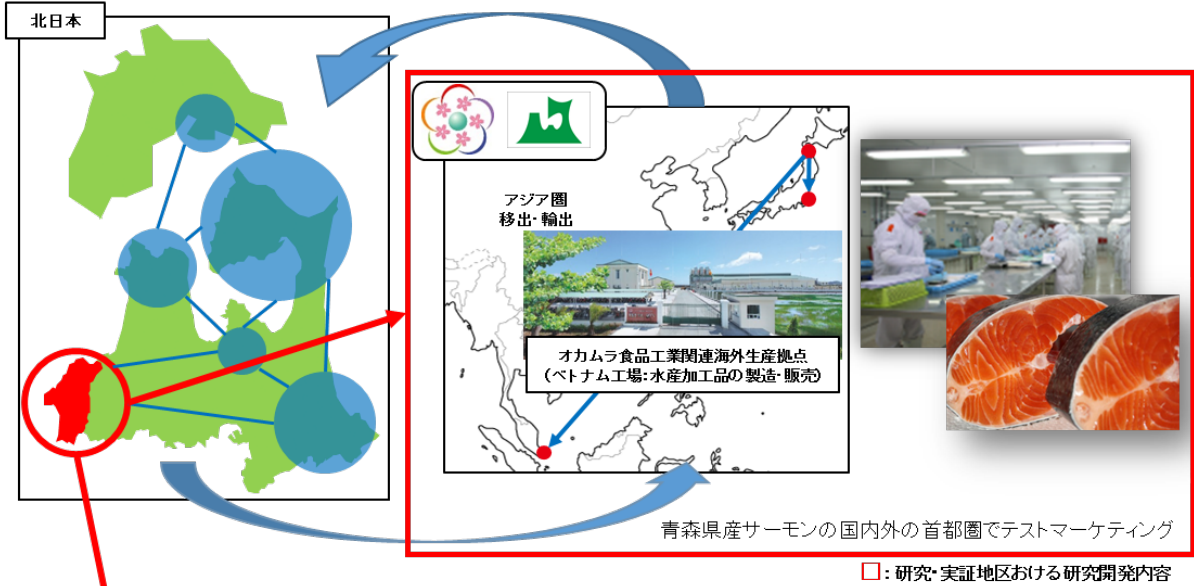 北日本
アジア圏
移出・輸出
オカムラ食品工業関連海外生産拠点
（ベトナム工場：水産加工品の製造・販売）
青森県産サーモンの国内外の首都圏でテストマーケティング
□：研究・実証地区おける研究開発内容